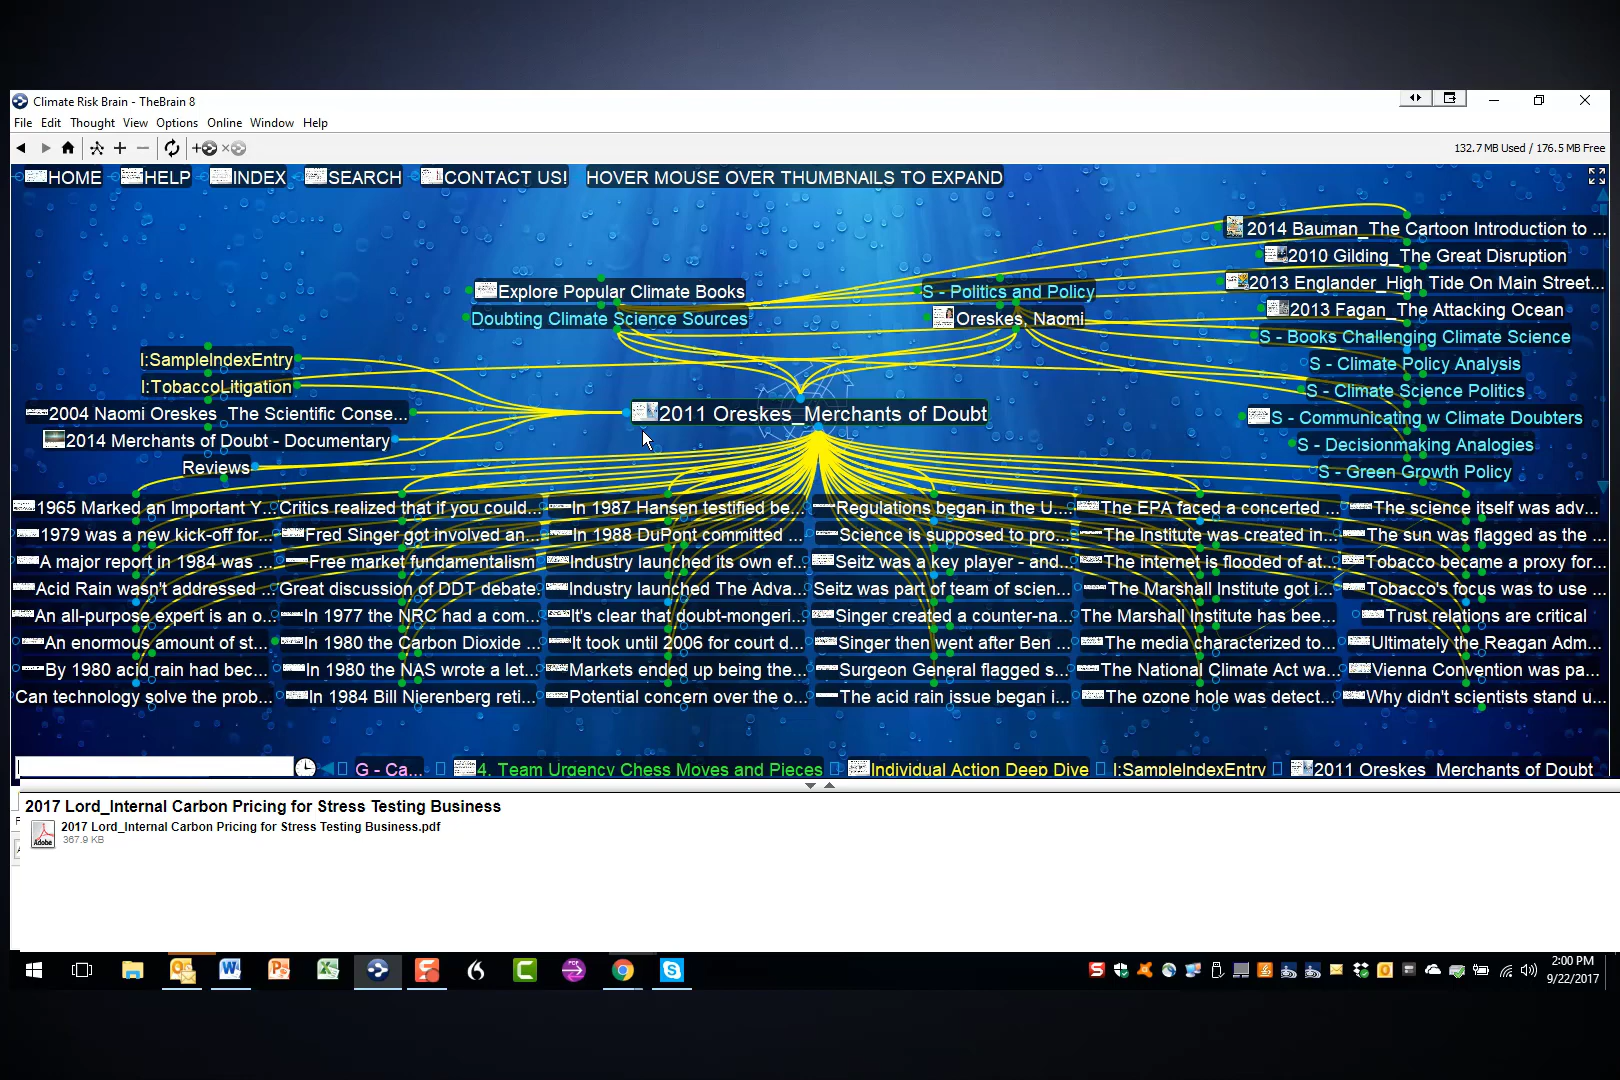 Climate Risk Brain - TheBrain 8
File Edit Thought View Options Online Window Help
132.7 MB Used / 176.5 MB Free
HOME HELP INDEX SEARCH CONTACT US! HOVER MOUSE OVER THUMBNAILS TO EXPAND
2014 Bauman_The Cartoon Introduction to ...
2010 Gilding_The Great Disruption
2013 Englander_High Tide On Main Street...
2013 Fagan_The Attacking Ocean
S - Books Challenging Climate Science
S - Climate Policy Analysis
S - Climate Science Politics
S - Communicating w Climate Doubters
S - Decisionmaking Analogies
S - Green Growth Policy
Explore Popular Climate Books
Doubting Climate Science Sources
S - Politics and Policy
Oreskes, Naomi
I:SampleIndexEntry
I:TobaccoLitigation
2004 Naomi Oreskes_The Scientific Conse...
2014 Merchants of Doubt - Documentary
Reviews
2011 Oreskes_Merchants of Doubt
1965 Marked an Important Y... Critics realized that if you could... In 1987 Hansen testified be... Regulations began in the U... The EPA faced a concerted ... The science itself was adv...
1979 was a new kick-off for... Fred Singer got involved an... In 1988 DuPont committed ... Science is supposed to pro... The Institute was created in... The sun was flagged as the ...
A major report in 1984 was ... Free market fundamentalism Industry launched its own ef... Seitz was a key player - and... The Internet is flooded of at... Tobacco became a proxy for...
Acid Rain wasn't addressed ... Great discussion of DDT debate. Industry launched The Adva... Seitz was part of team of scien... The Marshall Institute got i... Tobacco's focus was to use ...
An all-purpose expert is an o... In 1977 the NRC had a com... It's clear that doubt-mongeri... Singer created a counter-na... The Marshall Institute has bee... Trust relations are critical
An enormous amount of st... In 1980 the Carbon Dioxide ... It took until 2006 for court d... Singer then went after Ben ... The media characterized to... Ultimately the Reagan Adm...
By 1980 acid rain had bec... In 1980 the NAS wrote a let... Markets ended up being the... Surgeon General flagged s... The National Climate Act wa... Vienna Convention was pa...
Can technology solve the prob... In 1984 Bill Nierenberg reti... Potential concern over the o... The acid rain issue began i... The ozone hole was detect... Why didn't scientists stand u...
G - Ca... 4. Team Urgency Chess Moves and Pieces Individual Action Deep Dive I:SampleIndexEntry 2011 Oreskes_Merchants of Doubt
2017 Lord_Internal Carbon Pricing for Stress Testing Business
2017 Lord_Internal Carbon Pricing for Stress Testing Business.pdf
367.9 KB
Adobe
2:00 PM
9/22/2017